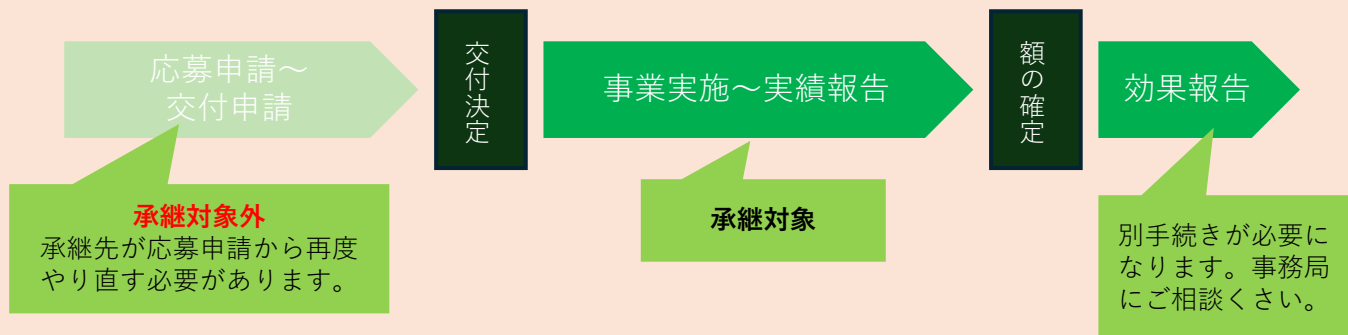 応募申請～
交付申請
交付決定
事業実施～実績報告
額の確定
効果報告
承継対象外
承継先が応募申請から再度
やり直す必要があります。
承継対象
別手続きが必要に
なります。事務局
にご相談くさい。